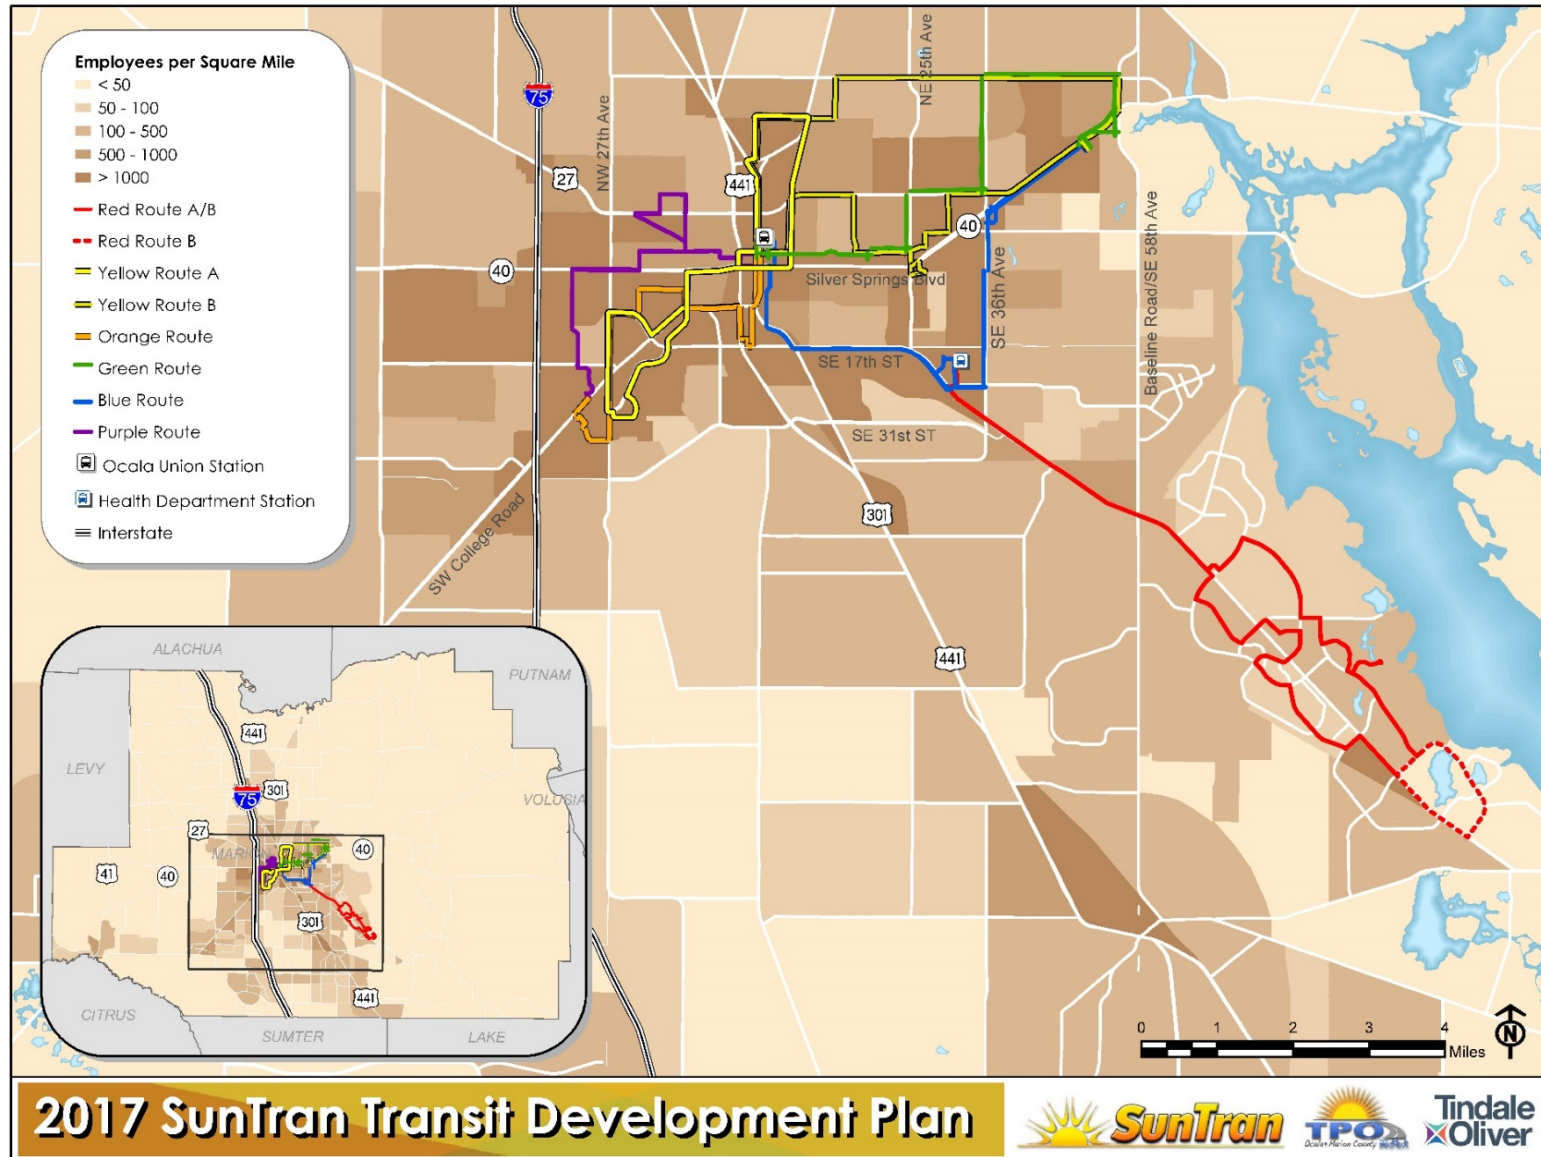 Employees per Square Mile
< 50
50 - 100
100 - 500
500 - 1000
> 1000
Red Route A/B
Red Route B
Yellow Route A
Yellow Route B
Orange Route
Green Route
Blue Route
Purple Route
Ocala Union Station
Health Department Station
Interstate
75
27
NW 27th Ave
441
NE 25th Ave
40
40
Silver Springs Blvd
SE 36th Ave
Baseline Road/SE 58th Ave
SE 17th ST
SE 31st ST
SW College Road
301
441
ALACHUA
PUTNAM
LEVY
441
75
301
VOLUSIA
27
MARION
40
41
40
301
441
CITRUS
SUMTER
LAKE
0 1 2 3 4
Miles
N
2017 SunTran Transit Development Plan
SunTran
TPO
Tindale
Oliver